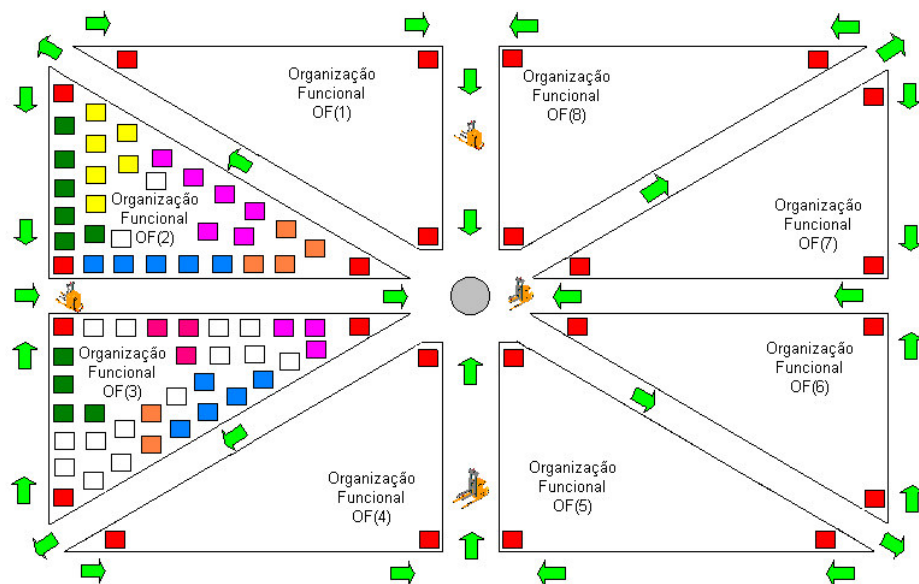 Organização
Funcional
OF(1)
Organização
Funcional
OF(8)
Organização
Funcional
OF(2)
Organização
Funcional
OF(7)
Organização
Funcional
OF(3)
Organização
Funcional
OF(6)
Organização
Funcional
OF(4)
Organização
Funcional
OF(5)